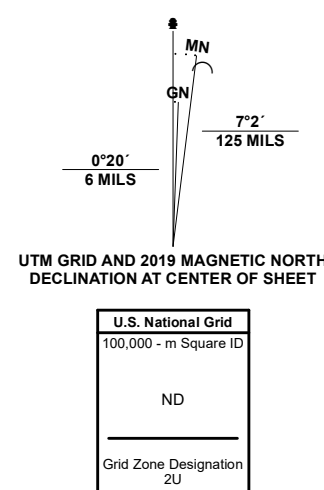 MN
GN
7°2´
125 MILS
0°20´
6 MILS
UTM GRID AND 2019 MAGNETIC NORTH
DECLINATION AT CENTER OF SHEET
U.S. National Grid
100,000 - m Square ID
ND
Grid Zone Designation
2U